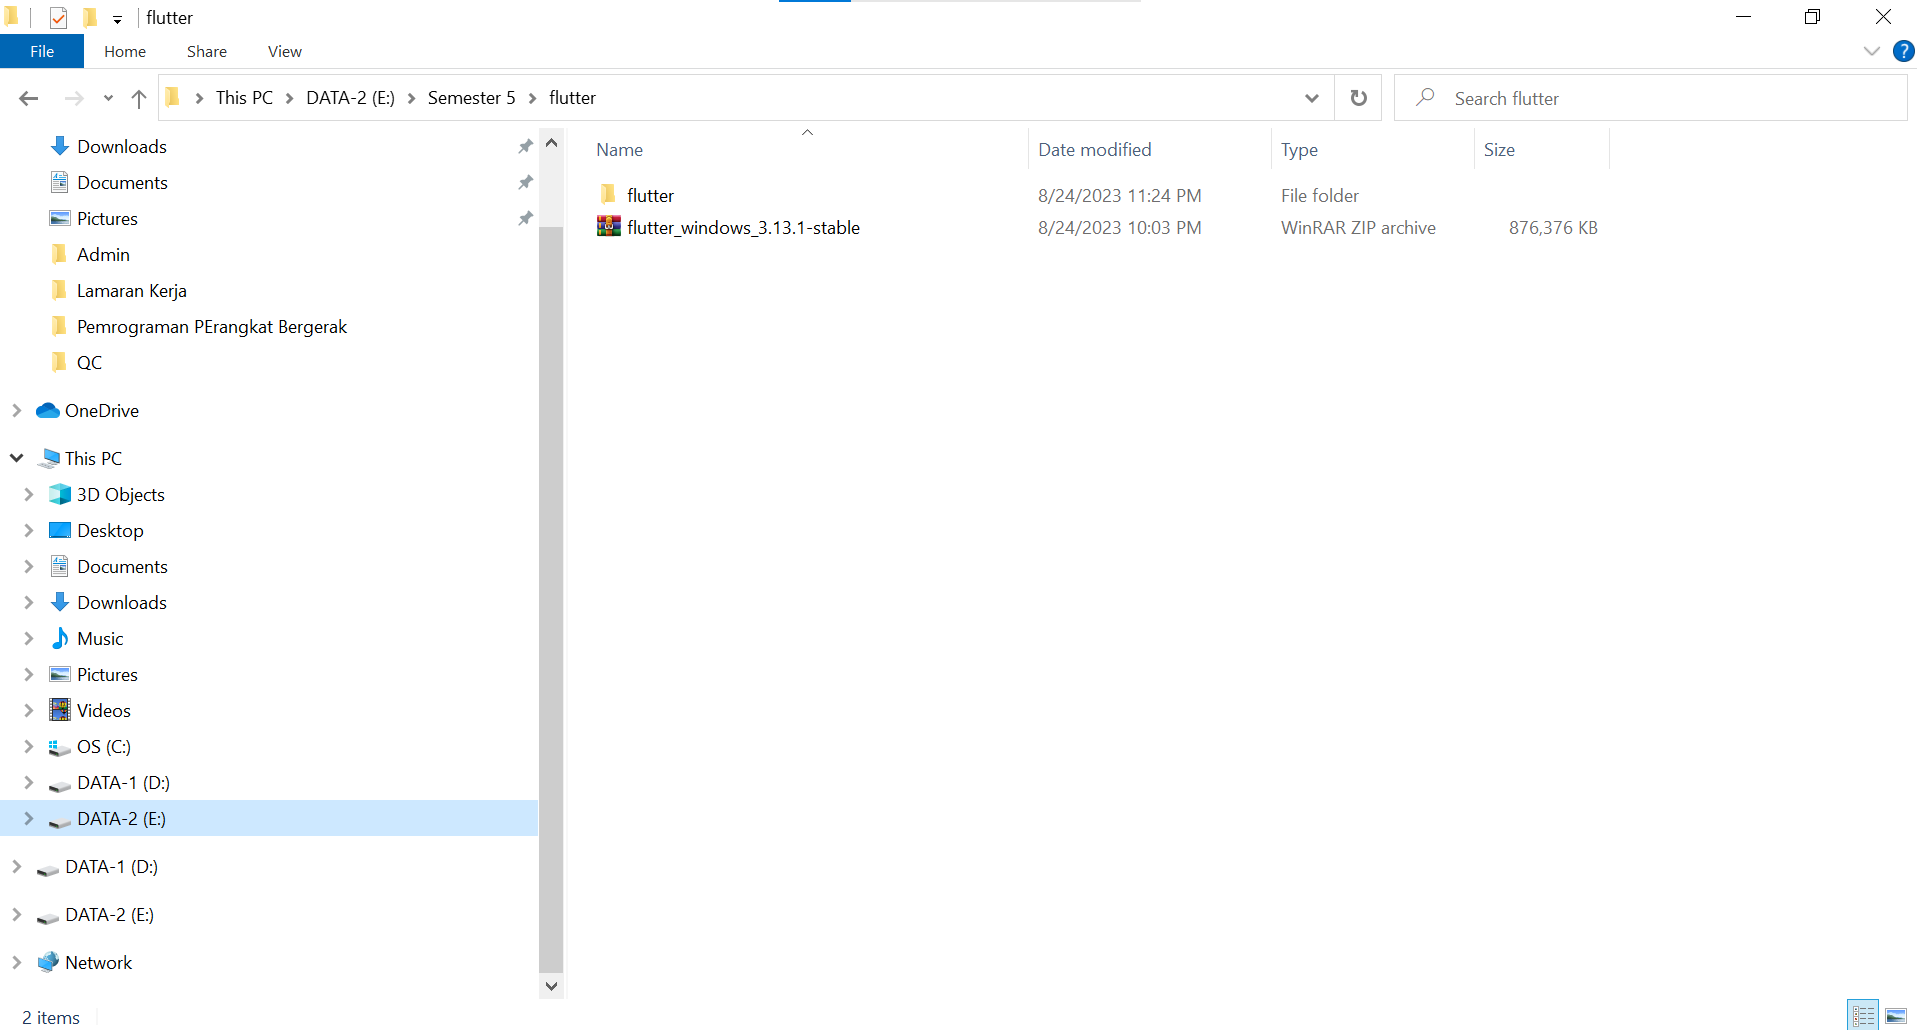 flutter
File Home Share View
This PC DATA-2 (E:) Semester 5 flutter
Search flutter
Downloads
Documents
Pictures
Admin
Lamaran Kerja
Pemrograman PErangkat Bergerak
QC
OneDrive
This PC
3D Objects
Desktop
Documents
Downloads
Music
Pictures
Videos
OS (C:)
DATA-1 (D:)
DATA-2 (E:)
DATA-1 (D:)
DATA-2 (E:)
Network
Name Date modified Type Size
flutter 8/24/2023 11:24 PM File folder
flutter_windows_3.13.1-stable 8/24/2023 10:03 PM WinRAR ZIP archive 876,376 KB
2 items